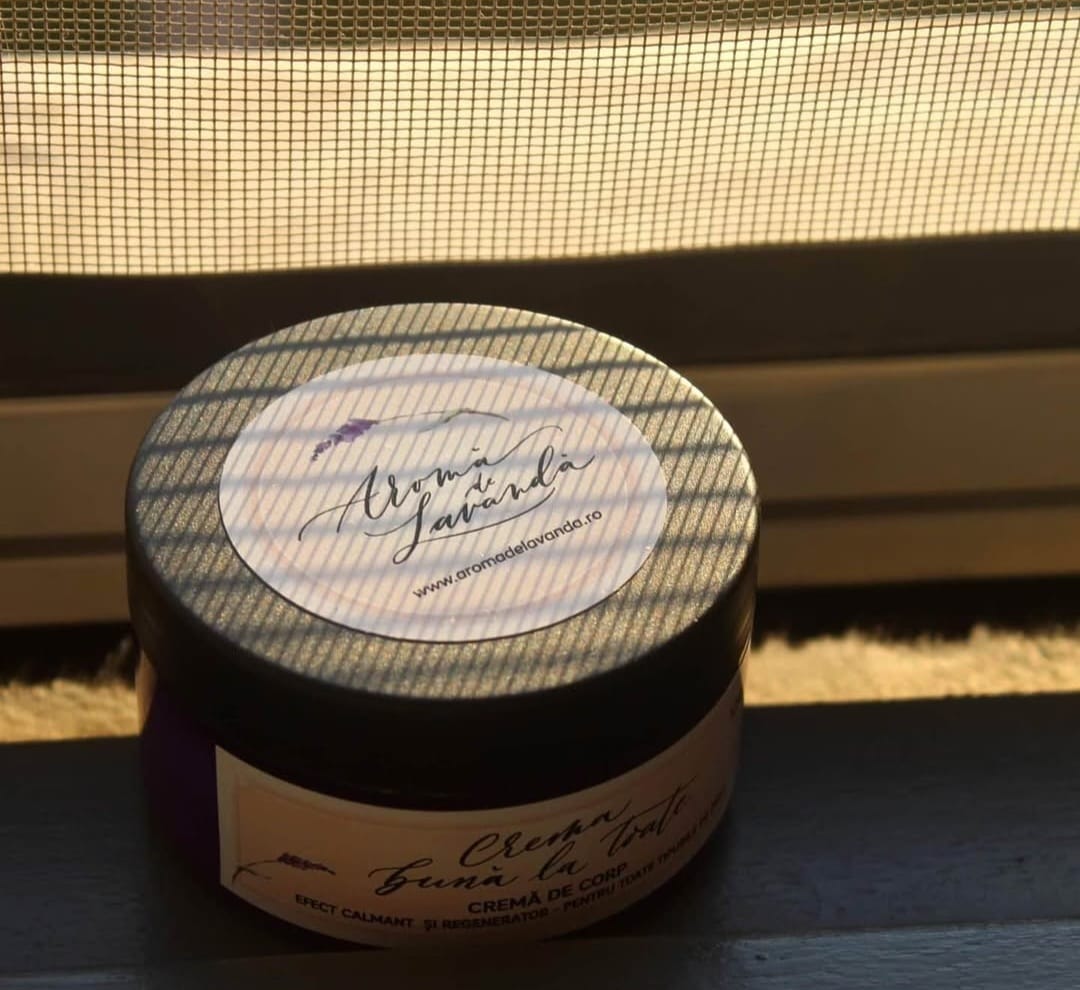 Aromă
de
Lavandă
www.aromadelavanda.ro
Crema
bună la toate
CREMĂ DE CORP
EFECT CALMANT ȘI REGENERATOR - PENTRU TOATE TIPURILE DE